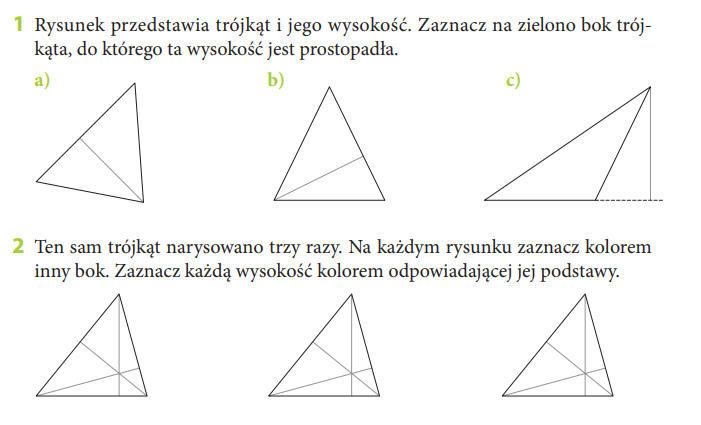 1 Rysunek przedstawia trójkąt i jego wysokość. Zaznacz na zielono bok trój-
kąta, do którego ta wysokość jest prostopadła.
a) b) c)
2 Ten sam trójkąt narysowano trzy razy. Na każdym rysunku zaznacz kolorem
inny bok. Zaznacz każdą wysokość kolorem odpowiadającej jej podstawy.